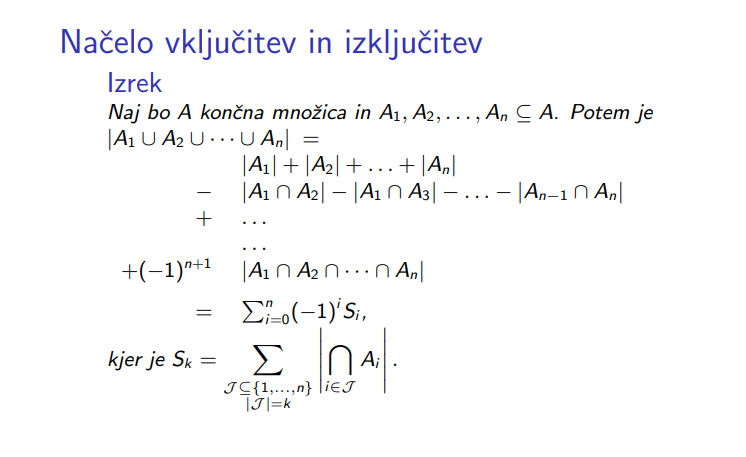 Načelo vključitev in izključitev
Izrek
Naj bo A končna množica in A₁, A₂, . . . , Aₙ ⊆ A. Potem je
|A₁ ∪ A₂ ∪ · · · ∪ Aₙ| =
|A₁| + |A₂| + . . . + |Aₙ|
− |A₁ ∩ A₂| − |A₁ ∩ A₃| − . . . − |Aₙ₋₁ ∩ Aₙ|
+ . . .
. . .
+(−1)ⁿ⁺¹ |A₁ ∩ A₂ ∩ · · · ∩ Aₙ|
= ∑ⁿᵢ₌₀(−1)ⁱSᵢ,
kjer je Sₖ = ∑ |⋂ Aᵢ| .
𝒥⊆{1,...,n} i∈𝒥
|𝒥|=k